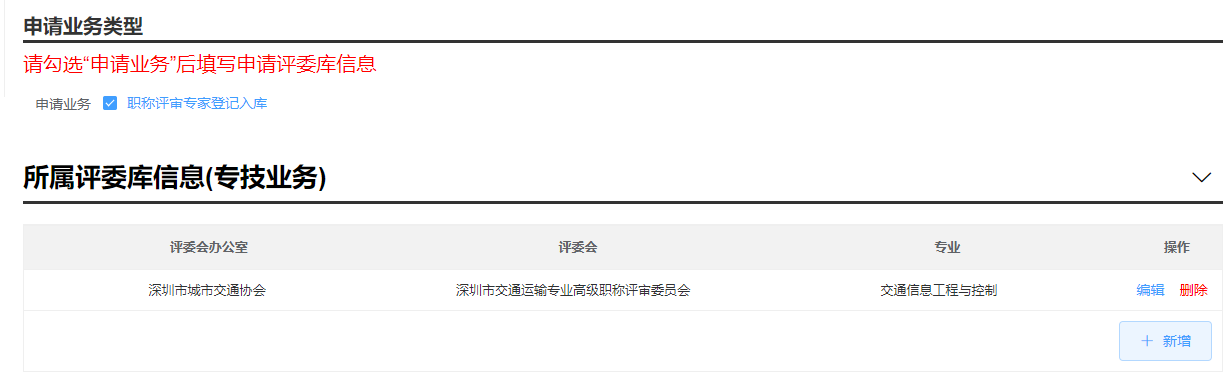 申请业务类型
请勾选“申请业务”后填写申请评委库信息
申请业务 职称评审专家登记入库
所属评委库信息(专技业务)
评委会办公室 评委会 专业 操作
深圳市城市交通协会 深圳市交通运输专业高级职称评审委员会 交通信息工程与控制 编辑 删除
+ 新增